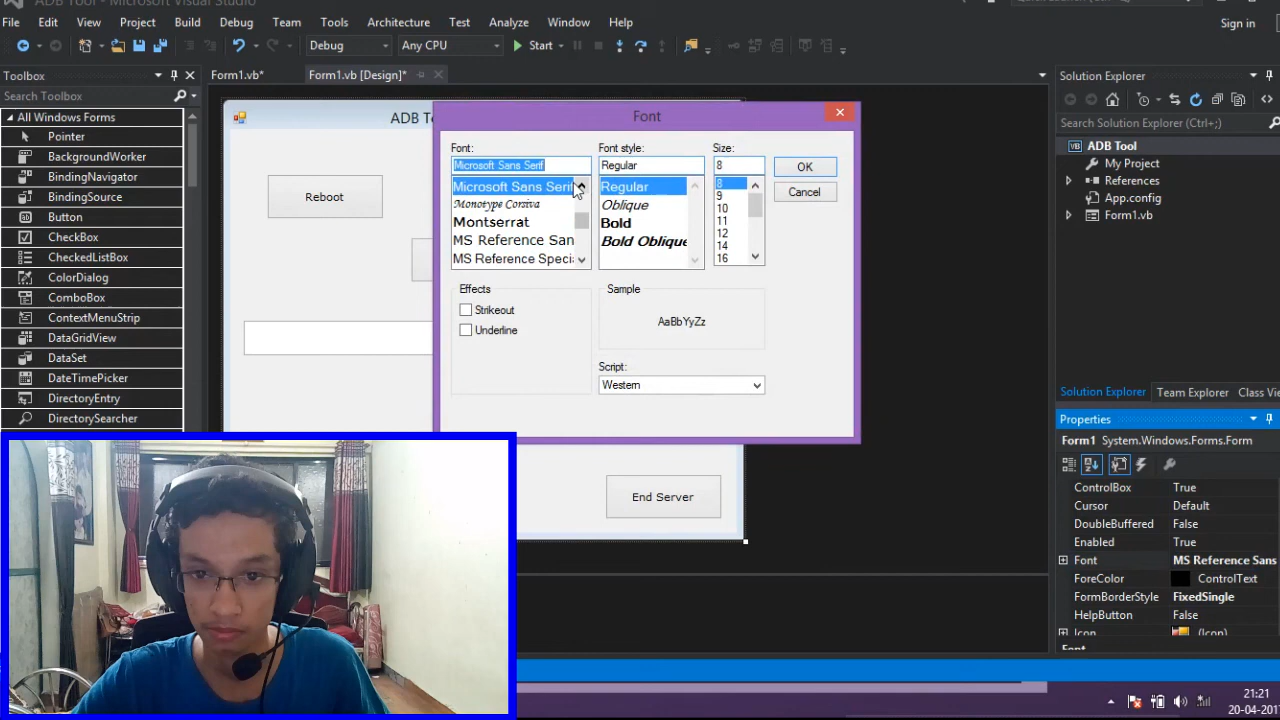 ADB Tool - Microsoft Visual Studio
File Edit View Project Build Debug Team Tools Architecture Test Analyze Window Help
Sign in
Debug Any CPU Start
Toolbox
Search Toolbox
All Windows Forms
Pointer
BackgroundWorker
BindingNavigator
BindingSource
Button
CheckBox
CheckedListBox
ColorDialog
ComboBox
ContextMenuStrip
DataGridView
DataSet
DateTimePicker
DirectoryEntry
DirectorySearcher
Form1.vb*
Form1.vb [Design]*
ADB To
Reboot
End Server
Font
Font:
Microsoft Sans Serif
Microsoft Sans Serif
Monotype Corsiva
Montserrat
MS Reference San
MS Reference Speci
Font style:
Regular
Regular
Oblique
Bold
Bold Oblique
Size:
8
8
9
10
11
12
14
16
OK
Cancel
Effects
Strikeout
Underline
Sample
AaBbYyZz
Script:
Western
Solution Explorer
Search Solution Explorer (Ctrl+;)
ADB Tool
My Project
References
App.config
Form1.vb
Solution Explorer Team Explorer Class Vie
Properties
Form1 System.Windows.Forms.Form
ControlBox True
Cursor Default
DoubleBuffered False
Enabled True
Font MS Reference Sans
ForeColor ControlText
FormBorderStyle FixedSingle
HelpButton False
Icon (Icon)
Font
21:21
20-04-201